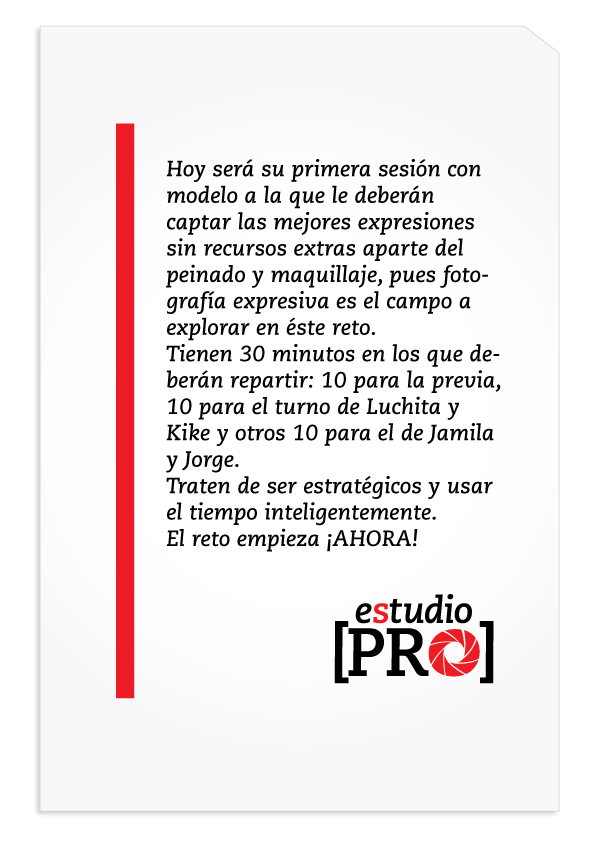 Hoy será su primera sesión con
modelo a la que le deberán
captar las mejores expresiones
sin recursos extras aparte del
peinado y maquillaje, pues foto-
grafía expresiva es el campo a
explorar en éste reto.
Tienen 30 minutos en los que de-
berán repartir: 10 para la previa,
10 para el turno de Luchita y
Kike y otros 10 para el de Jamila
y Jorge.
Traten de ser estratégicos y usar
el tiempo inteligentemente.
El reto empieza ¡AHORA!
estudio
[PRO]